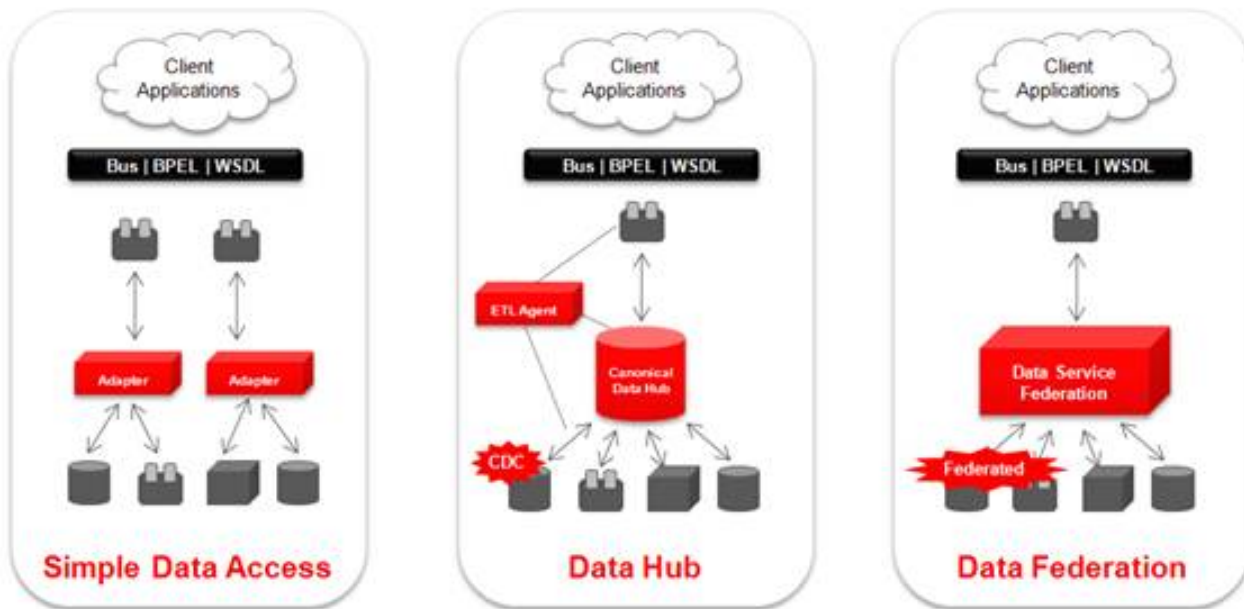 Client
Applications
Bus | BPEL | WSDL
Adapter
Adapter
Simple Data Access
Client
Applications
Bus | BPEL | WSDL
ETL Agent
Canonical
Data Hub
CDC
Data Hub
Client
Applications
Bus | BPEL | WSDL
Data Service
Federation
Federated
Data Federation